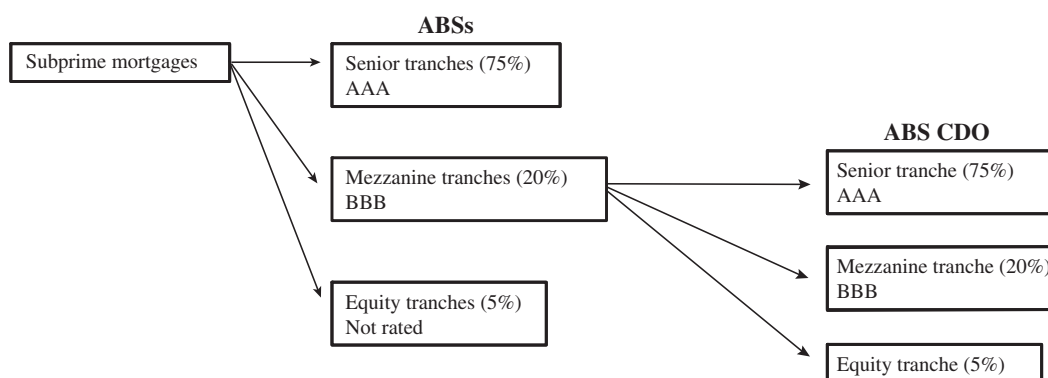 ABSs
Subprime mortgages
Senior tranches (75%)
AAA
Mezzanine tranches (20%)
BBB
Equity tranches (5%)
Not rated
ABS CDO
Senior tranche (75%)
AAA
Mezzanine tranche (20%)
BBB
Equity tranche (5%)